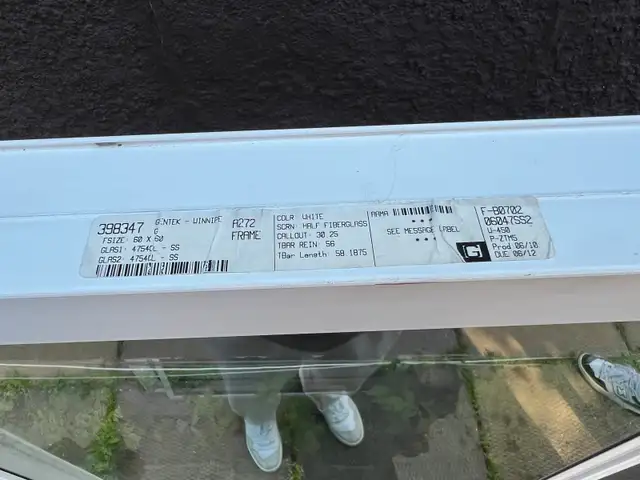 398347 GENTEK - WINNIPE
G
FSIZE: 60 X 60
GLAS1: 4754CL - SS
GLAS2: 4754CL - SS
A272
FRAME
COLR WHITE
SCRN: HALF FIBERGLASS
CALLOUT: 30.25
TBAR REIN: 56
TBar Length: 58.1875
AAMA
***
SEE MESSAGE LABEL
***
G
F-B0702
06047SS2
W-450
P-ZTMS
Prod 06/10
DUE 06/12